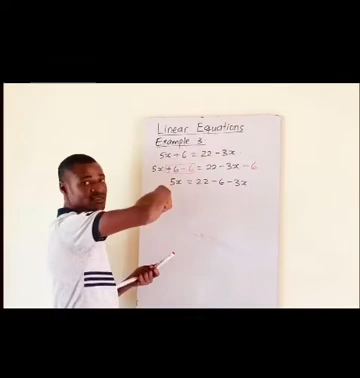 Linear Equations
Example 3
5x + 6 = 22 - 3x
5x + 6 - 6 = 22 - 3x - 6
5x = 22 - 6 - 3x